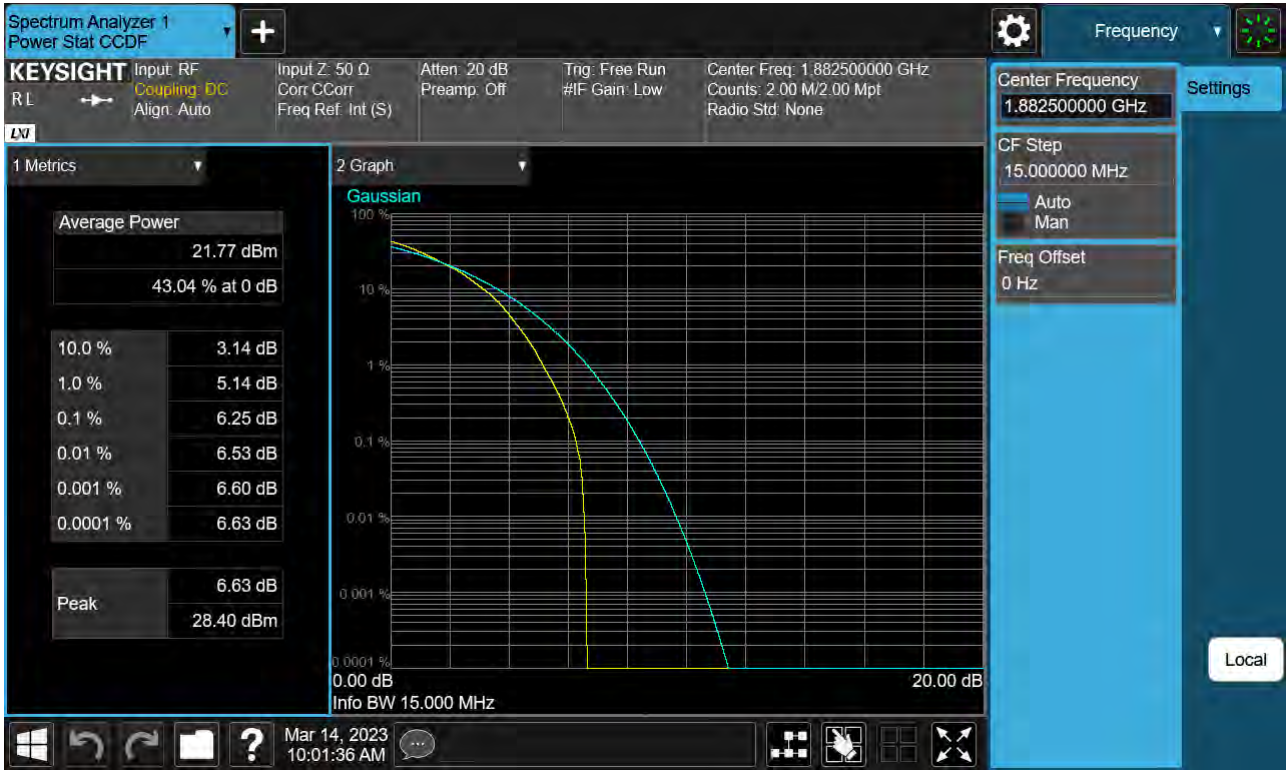 Spectrum Analyzer 1
Power Stat CCDF
Frequency
KEYSIGHT
R L
LXI
Input: RF
Coupling: DC
Align: Auto
Input Z: 50 Ω
Corr CCorr
Freq Ref: Int (S)
Atten: 20 dB
Preamp: Off
Trig: Free Run
#IF Gain: Low
Center Freq: 1.882500000 GHz
Counts: 2.00 M/2.00 Mpt
Radio Std: None
Center Frequency
1.882500000 GHz
Settings
CF Step
15.000000 MHz
Auto
Man
Freq Offset
0 Hz
Local
1 Metrics
Average Power
21.77 dBm
43.04 % at 0 dB
10.0 % 3.14 dB
1.0 % 5.14 dB
0.1 % 6.25 dB
0.01 % 6.53 dB
0.001 % 6.60 dB
0.0001 % 6.63 dB
Peak
6.63 dB
28.40 dBm
2 Graph
Gaussian
100 %
10 %
1 %
0.1 %
0.01 %
0.001 %
0.0001 %
0.00 dB 20.00 dB
Info BW 15.000 MHz
?
Mar 14, 2023
10:01:36 AM